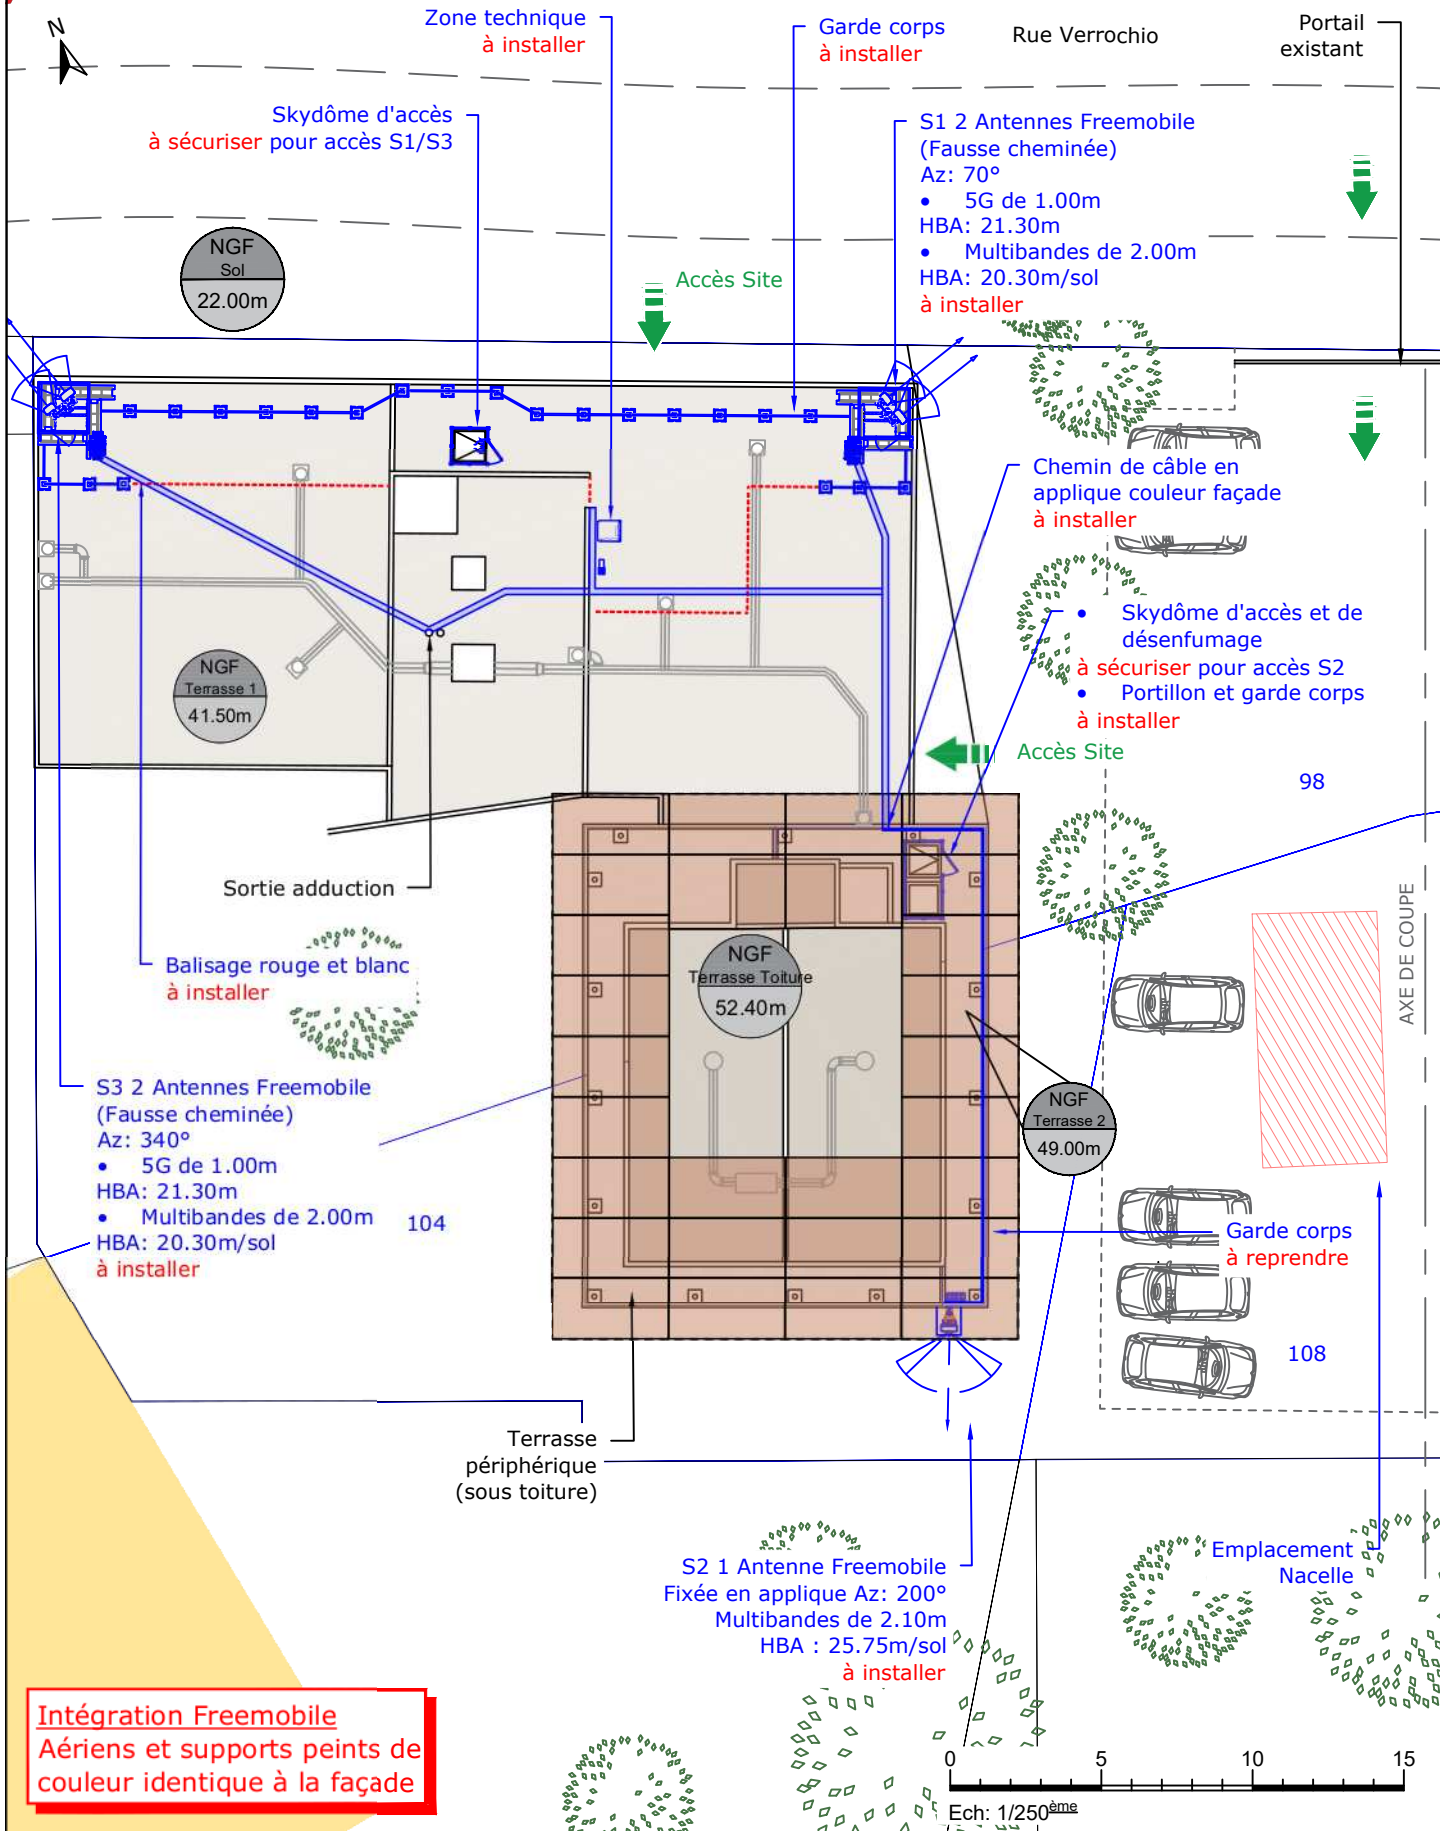 N
Zone technique
à installer
Garde corps
à installer
Rue Verrochio
Portail
existant
Skydôme d'accès
à sécuriser pour accès S1/S3
S1 2 Antennes Freemobile
(Fausse cheminée)
Az: 70°
• 5G de 1.00m
HBA: 21.30m
• Multibandes de 2.00m
HBA: 20.30m/sol
à installer
NGF
Sol
22.00m
Accès Site
Chemin de câble en
applique couleur façade
à installer
• Skydôme d'accès et de
désenfumage
à sécuriser pour accès S2
• Portillon et garde corps
à installer
NGF
Terrasse 1
41.50m
Accès Site
98
Sortie adduction
Balisage rouge et blanc
à installer
NGF
Terrasse Toiture
52.40m
AXE DE COUPE
S3 2 Antennes Freemobile
(Fausse cheminée)
Az: 340°
• 5G de 1.00m
HBA: 21.30m
• Multibandes de 2.00m
HBA: 20.30m/sol
à installer
104
NGF
Terrasse 2
49.00m
Garde corps
à reprendre
108
Terrasse
périphérique
(sous toiture)
S2 1 Antenne Freemobile
Fixée en applique Az: 200°
Multibandes de 2.10m
HBA : 25.75m/sol
à installer
Emplacement
Nacelle
Intégration Freemobile
Aériens et supports peints de
couleur identique à la façade
0 5 10 15
Ech: 1/250ème